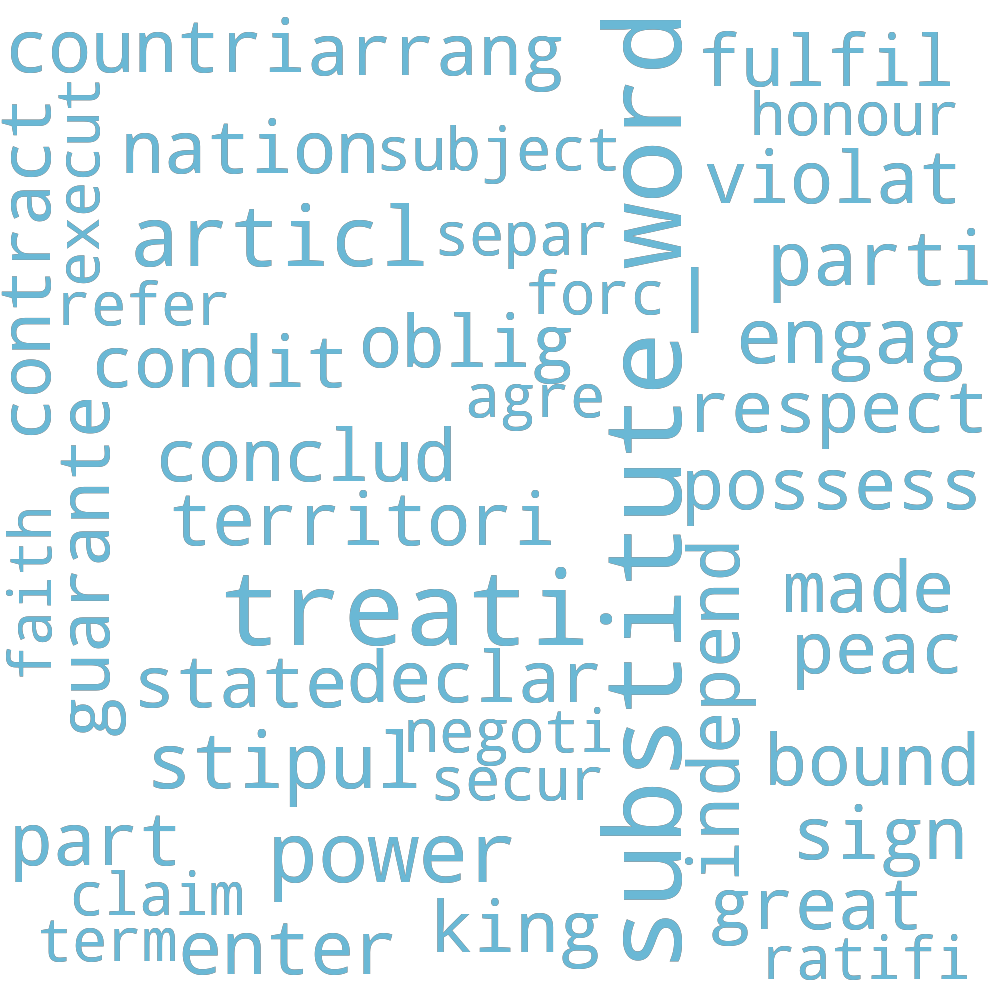 countri
arrang
substitute_word
fulfil
honour
execut
contract
nation
subject
violat
articl
separ
parti
refer
forc
oblig
engag
condit
agre
respect
guarante
conclud
possess
territori
faith
independ
treati
made
peac
state
declar
negoti
stipul
secur
bound
part
power
sign
claim
great
king
term
enter
ratifi